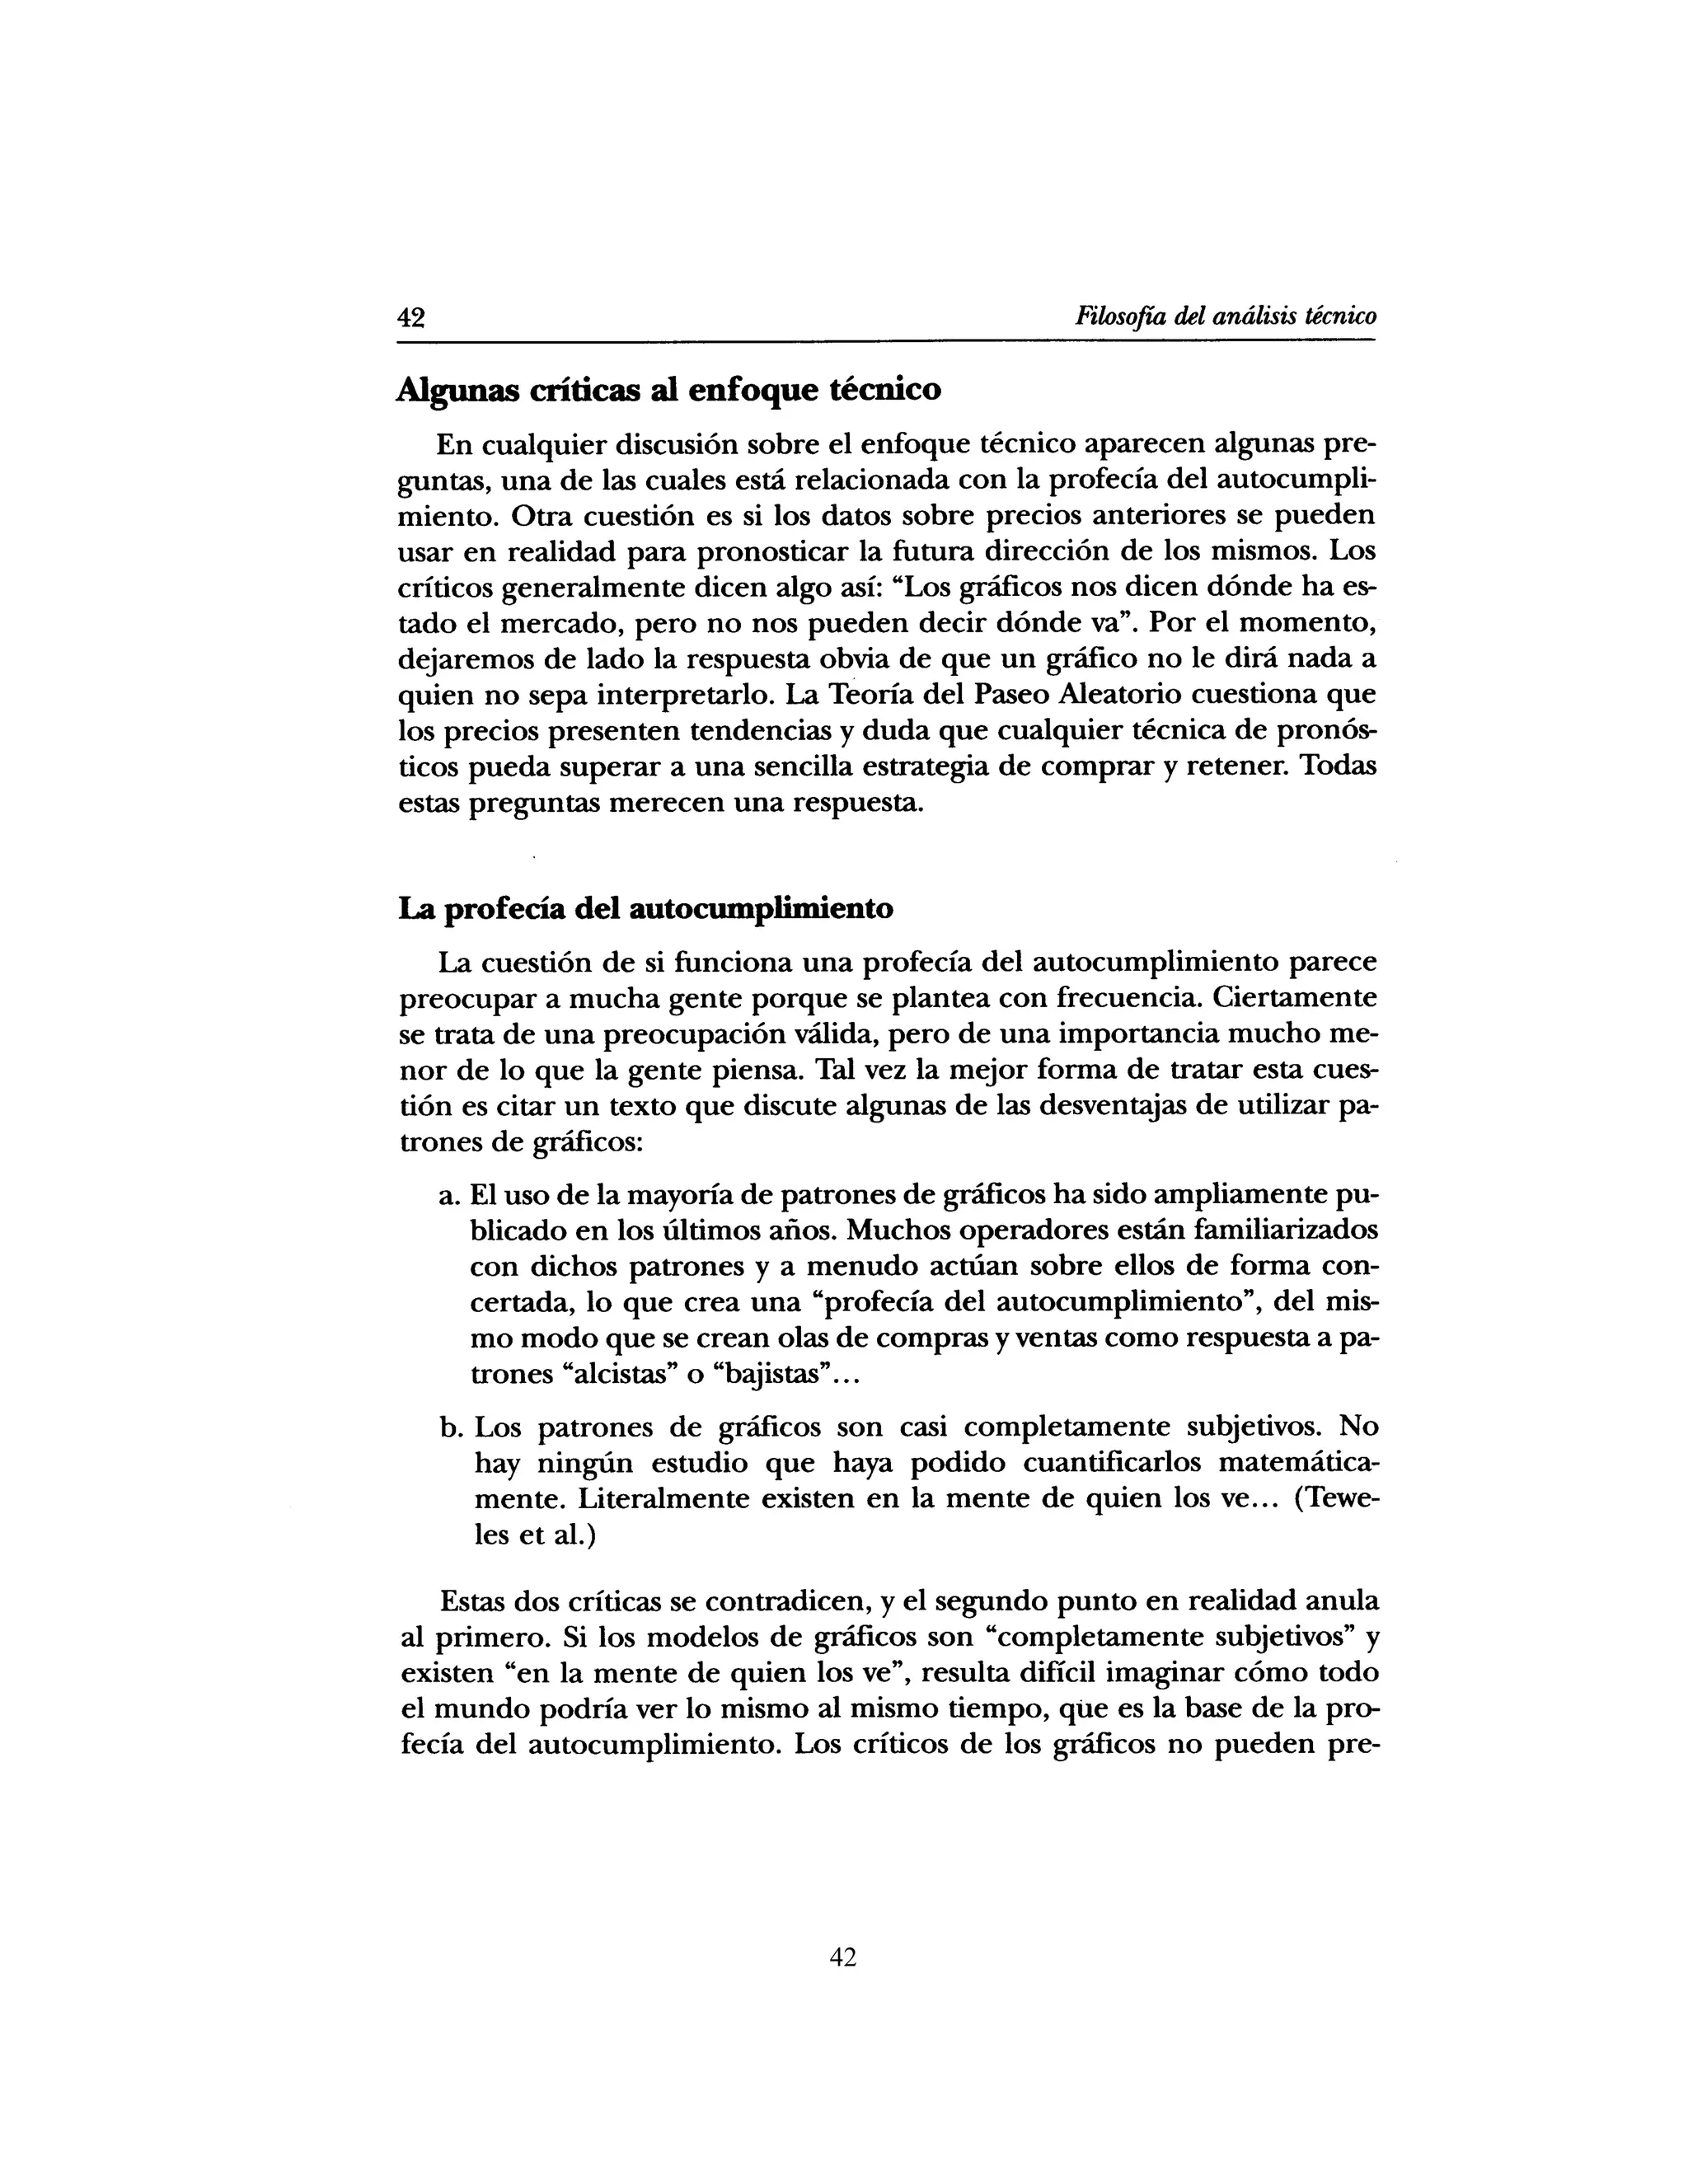 42 Filosofía del análisis técnico
Algunas críticas al enfoque técnico
En cualquier discusión sobre el enfoque técnico aparecen algunas pre-
guntas, una de las cuales está relacionada con la profecía del autocumpli-
miento. Otra cuestión es si los datos sobre precios anteriores se pueden
usar en realidad para pronosticar la futura dirección de los mismos. Los
críticos generalmente dicen algo así: “Los gráficos nos dicen dónde ha es-
tado el mercado, pero no nos pueden decir dónde va”. Por el momento,
dejaremos de lado la respuesta obvia de que un gráfico no le dirá nada a
quien no sepa interpretarlo. La Teoría del Paseo Aleatorio cuestiona que
los precios presenten tendencias y duda que cualquier técnica de pronós-
ticos pueda superar a una sencilla estrategia de comprar y retener. Todas
estas preguntas merecen una respuesta.
La profecía del autocumplimiento
La cuestión de si funciona una profecía del autocumplimiento parece
preocupar a mucha gente porque se plantea con frecuencia. Ciertamente
se trata de una preocupación válida, pero de una importancia mucho me-
nor de lo que la gente piensa. Tal vez la mejor forma de tratar esta cues-
tión es citar un texto que discute algunas de las desventajas de utilizar pa-
trones de gráficos:
a. El uso de la mayoría de patrones de gráficos ha sido ampliamente pu-
blicado en los últimos años. Muchos operadores están familiarizados
con dichos patrones y a menudo actúan sobre ellos de forma con-
certada, lo que crea una “profecía del autocumplimiento”, del mis-
mo modo que se crean olas de compras y ventas como respuesta a pa-
trones “alcistas” o “bajistas”...
b. Los patrones de gráficos son casi completamente subjetivos. No
hay ningún estudio que haya podido cuantificarlos matemática-
mente. Literalmente existen en la mente de quien los ve... (Tewe-
les et al.)
Estas dos críticas se contradicen, y el segundo punto en realidad anula
al primero. Si los modelos de gráficos son “completamente subjetivos” y
existen “en la mente de quien los ve”, resulta difícil imaginar cómo todo
el mundo podría ver lo mismo al mismo tiempo, que es la base de la pro-
fecía del autocumplimiento. Los críticos de los gráficos no pueden pre-
42